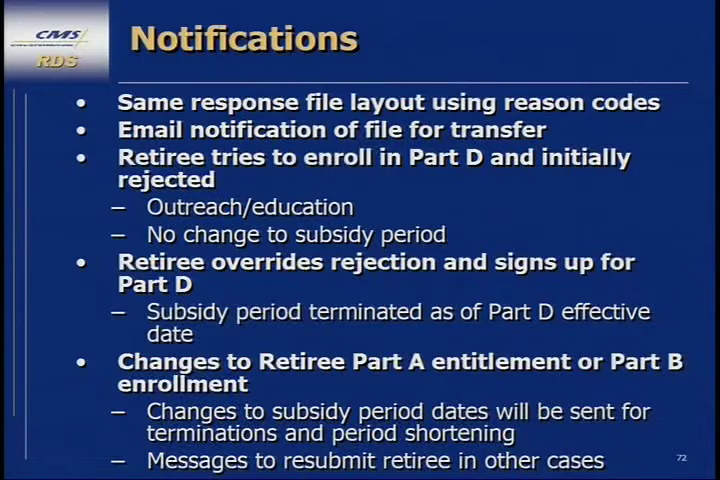 CMS
RDS
Notifications
• Same response file layout using reason codes
• Email notification of file for transfer
• Retiree tries to enroll in Part D and initially
rejected
– Outreach/education
– No change to subsidy period
• Retiree overrides rejection and signs up for
Part D
– Subsidy period terminated as of Part D effective
date
• Changes to Retiree Part A entitlement or Part B
enrollment
– Changes to subsidy period dates will be sent for
terminations and period shortening
– Messages to resubmit retiree in other cases
72